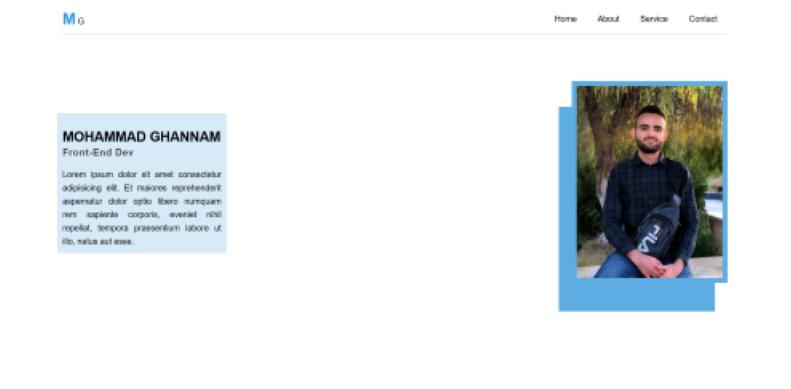 M G
Home About Service Contact
MOHAMMAD GHANNAM
Front-End Dev
Lorem ipsum dolor sit amet consectetur
adipisicing elit. Et maiores reprehenderit
aspernatur dolor optio libero numquam
rem sapiente corporis, eveniet nihil
repellat, tempora praesentium labore ut
illo, natus aut esse.
FILA